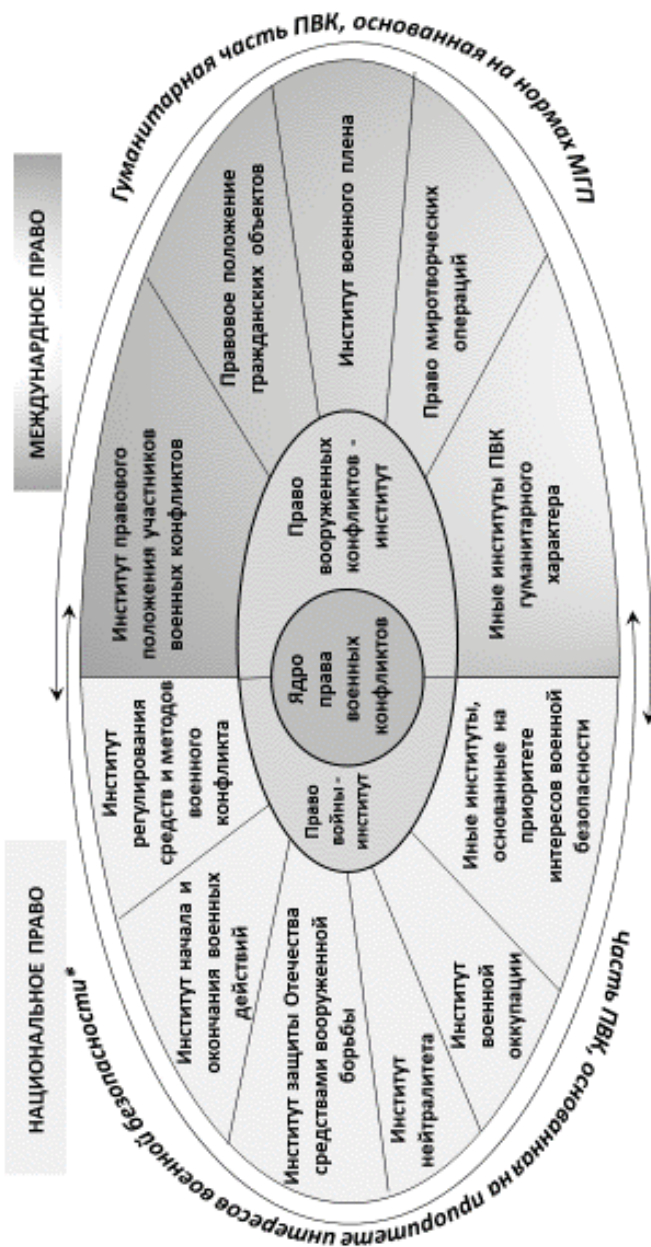 НАЦИОНАЛЬНОЕ ПРАВО
МЕЖДУНАРДНОЕ ПРАВО
Часть ПВК, основанная на приоритете интересов военной безопасности*
Гуманитарная часть ПВК, основанная на нормах МГП
Институт
регулирования
средств и методов
военного
конфликта
Институт начала и
окончания военных
действий
Институт защиты Отечества
средствами вооруженной
борьбы
Институт
нейтралитета
Институт
военной
оккупации
Иные институты,
основанные на
приоритете
интересов военной
безопасности
Право
войны -
институт
Ядро
права
военных
конфликтов
Право
вооруженных
конфликтов -
институт
Институт правового
положения участников
военных конфликтов
Правовое положение
гражданских объектов
Институт военного плена
Право миротворческих
операций
Иные институты ПВК
гуманитарного
характера